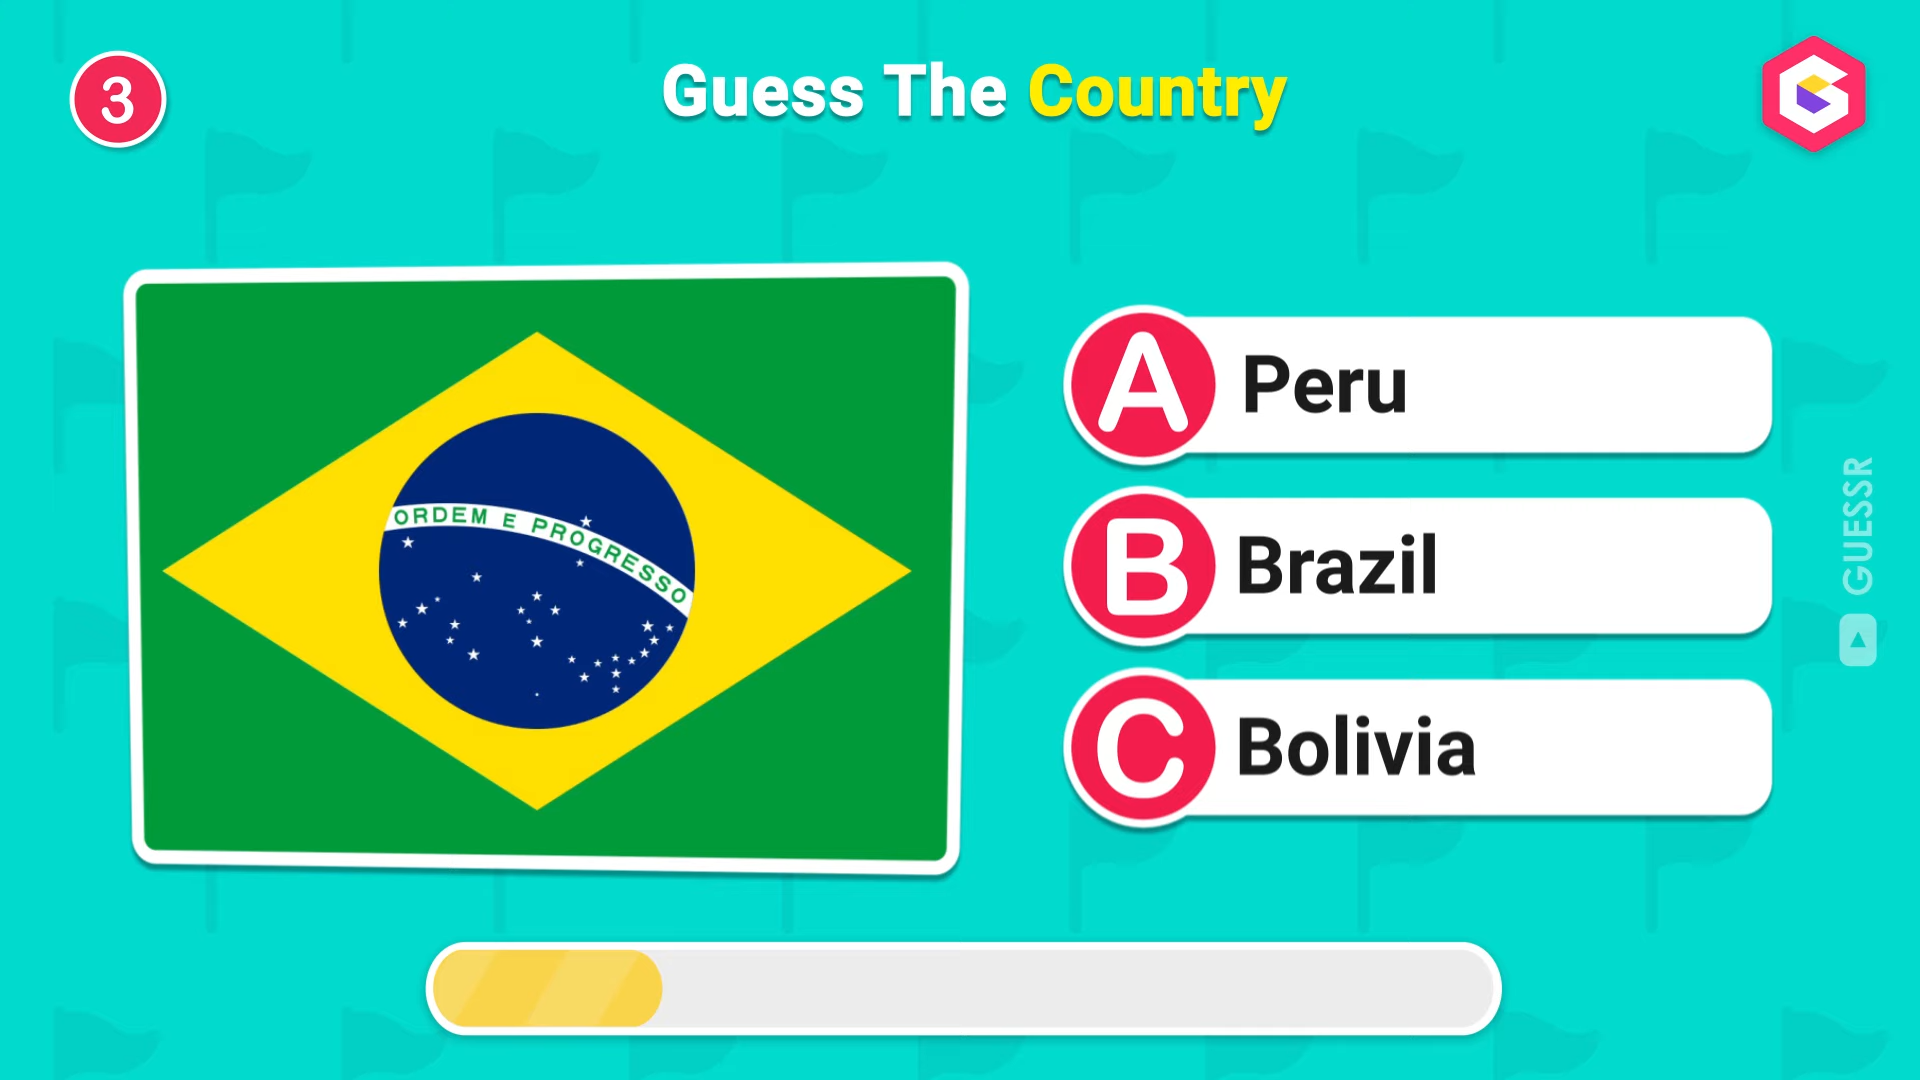 3
Guess The Country
ORDEM E PROGRESSO
A Peru
B Brazil
C Bolivia
GUESSR